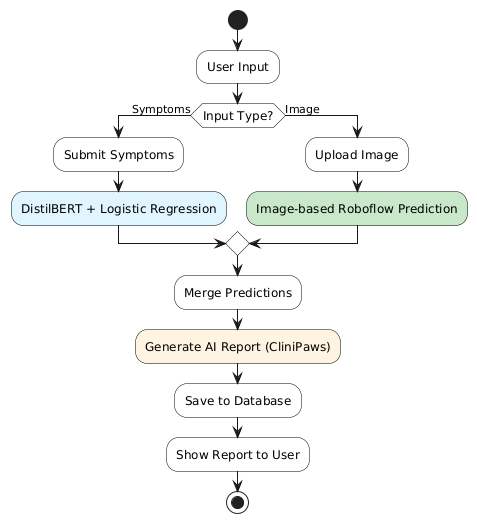 User Input
Input Type?
Symptoms
Image
Submit Symptoms
Upload Image
DistilBERT + Logistic Regression
Image-based Roboflow Prediction
Merge Predictions
Generate AI Report (CliniPaws)
Save to Database
Show Report to User